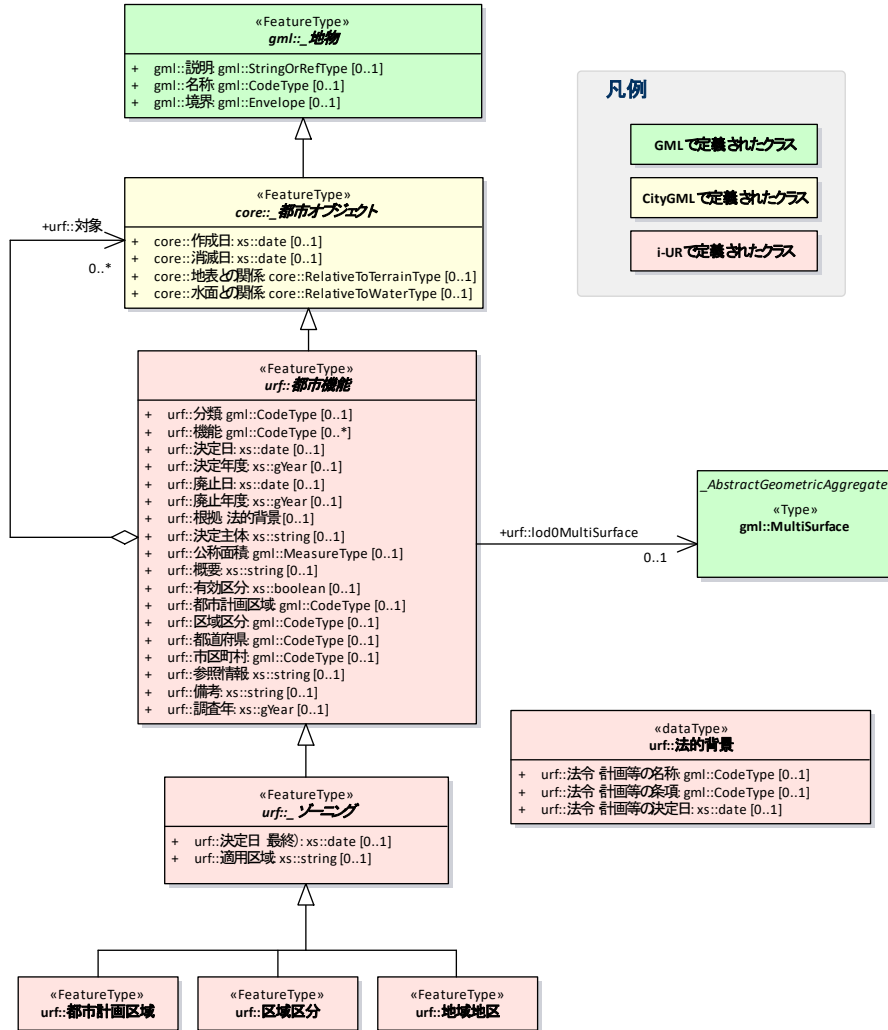 «FeatureType»
gml::_地物
+ gml::説明: gml::StringOrRefType [0..1]
+ gml::名称: gml::CodeType [0..1]
+ gml::境界: gml::Envelope [0..1]
凡例
GMLで定義されたクラス
CityGMLで定義されたクラス
i-URで定義されたクラス
«FeatureType»
core::_都市オブジェクト
+ core::作成日: xs::date [0..1]
+ core::消滅日: xs::date [0..1]
+ core::地表との関係: core::RelativeToTerrainType [0..1]
+ core::水面との関係: core::RelativeToWaterType [0..1]
+urf::対象
0..*
«FeatureType»
urf::都市機能
+ urf::分類: gml::CodeType [0..1]
+ urf::機能: gml::CodeType [0..*]
+ urf::決定日: xs::date [0..1]
+ urf::決定年度: xs::gYear [0..1]
+ urf::廃止日: xs::date [0..1]
+ urf::廃止年度: xs::gYear [0..1]
+ urf::根拠: 法的背景 [0..1]
+ urf::決定主体: xs::string [0..1]
+ urf::公称面積: gml::MeasureType [0..1]
+ urf::概要: xs::string [0..1]
+ urf::有効区分: xs::boolean [0..1]
+ urf::都市計画区域: gml::CodeType [0..1]
+ urf::区域区分: gml::CodeType [0..1]
+ urf::都道府県: gml::CodeType [0..1]
+ urf::市区町村: gml::CodeType [0..1]
+ urf::参照情報: xs::string [0..1]
+ urf::備考: xs::string [0..1]
+ urf::調査年: xs::gYear [0..1]
+urf::lod0MultiSurface
0..1
_AbstractGeometricAggregate
«Type»
gml::MultiSurface
«dataType»
urf::法的背景
+ urf::法令 計画等の名称: gml::CodeType [0..1]
+ urf::法令 計画等の条項: gml::CodeType [0..1]
+ urf::法令 計画等の決定日: xs::date [0..1]
«FeatureType»
urf::_ゾーニング
+ urf::決定日 最終): xs::date [0..1]
+ urf::適用区域: xs::string [0..1]
«FeatureType»
urf::都市計画区域
«FeatureType»
urf::区域区分
«FeatureType»
urf::地域地区